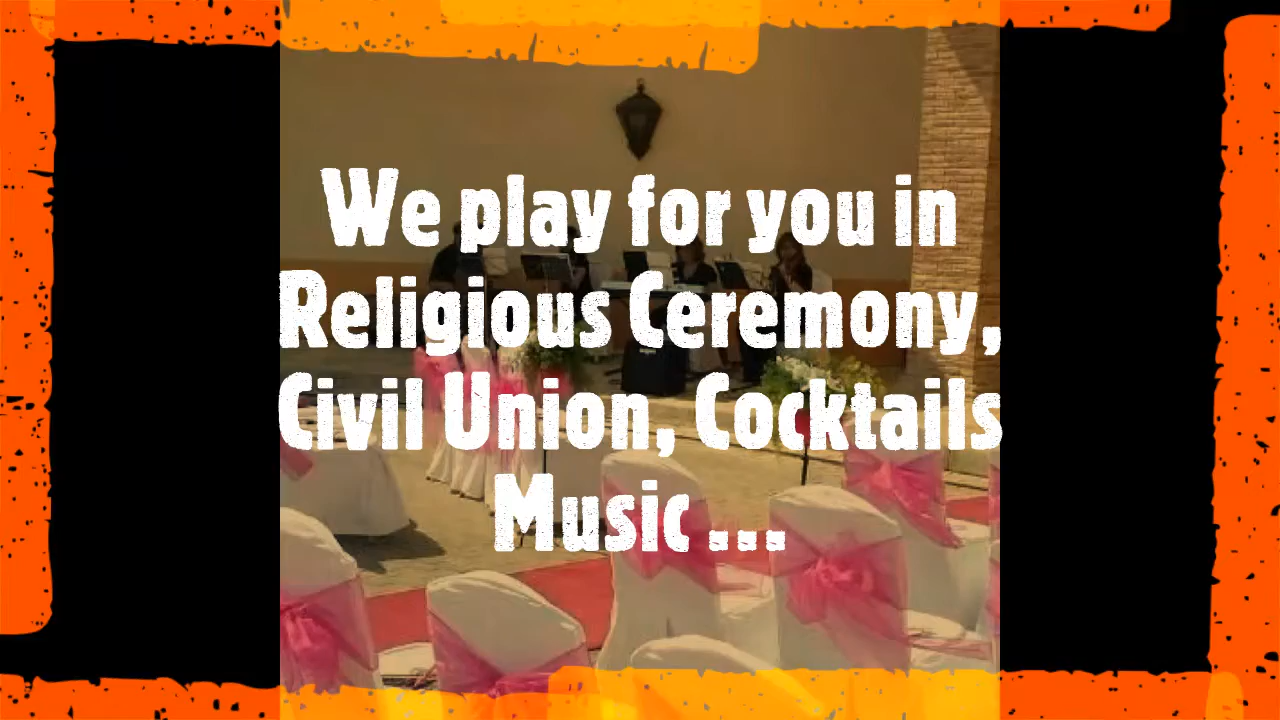 We play for you in
Religious Ceremony,
Civil Union, Cocktails
Music ...